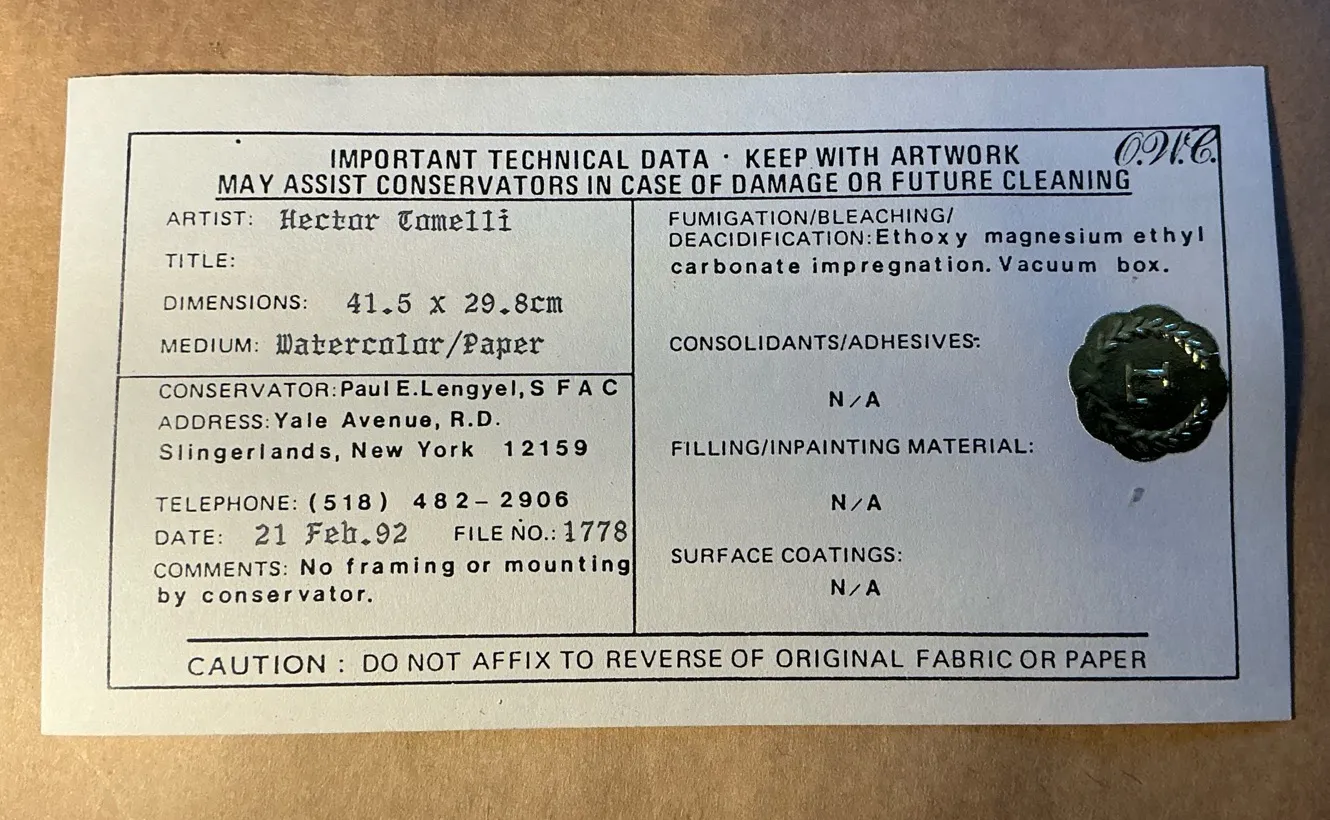 IMPORTANT TECHNICAL DATA · KEEP WITH ARTWORK
O.W.C.
MAY ASSIST CONSERVATORS IN CASE OF DAMAGE OR FUTURE CLEANING
ARTIST: Hector Tomelli
TITLE:
DIMENSIONS: 41.5 x 29.8cm
MEDIUM: Watercolor/Paper
CONSERVATOR: Paul E. Lengyel, S F A C
ADDRESS: Yale Avenue, R.D.
Slingerlands, New York 12159
TELEPHONE: (518) 482-2906
DATE: 21 Feb.92 FILE NO.: 1778
COMMENTS: No framing or mounting
by conservator.
FUMIGATION/BLEACHING/
DEACIDIFICATION: Ethoxy magnesium ethyl
carbonate impregnation. Vacuum box.
CONSOLIDANTS/ADHESIVES:
N/A
FILLING/INPAINTING MATERIAL:
N/A
SURFACE COATINGS:
N/A
L
CAUTION : DO NOT AFFIX TO REVERSE OF ORIGINAL FABRIC OR PAPER